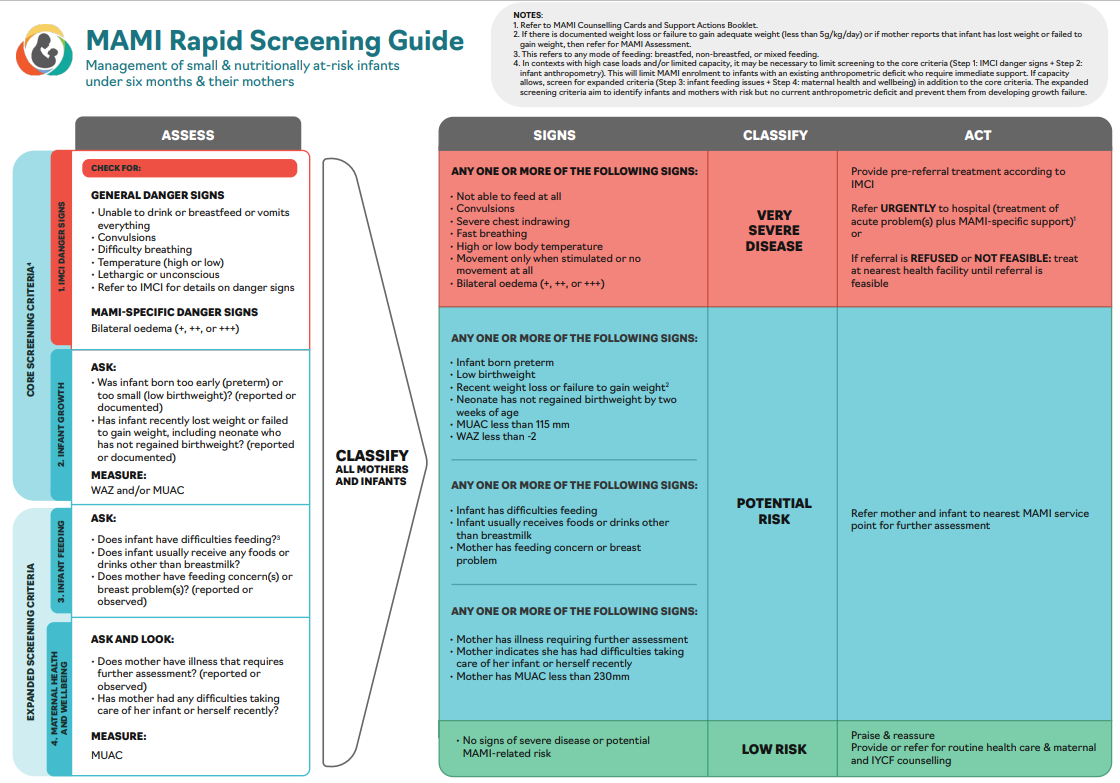 MAMI Rapid Screening Guide
Management of small & nutritionally at-risk infants
under six months & their mothers
NOTES:
1. Refer to MAMI Counselling Cards and Support Actions Booklet.
2. If there is documented weight loss or failure to gain adequate weight (less than 5g/kg/day) or if mother reports that infant has lost weight or failed to
gain weight, then refer for MAMI Assessment.
3. This refers to any mode of feeding: breastfed, non-breastfed, or mixed feeding.
4. In contexts with high case loads and/or limited capacity, it may be necessary to limit screening to the core criteria (Step 1: IMCI danger signs + Step 2:
infant anthropometry). This will limit MAMI enrolment to infants with an existing anthropometric deficit who require immediate support. If capacity
allows, screen for expanded criteria (Step 3: infant feeding issues + Step 4: maternal health and wellbeing) in addition to the core criteria. The expanded
screening criteria aim to identify infants and mothers with risk but no current anthropometric deficit and prevent them from developing growth failure.
ASSESS
CORE SCREENING CRITERIA⁴
1. IMCI DANGER SIGNS
CHECK FOR:
GENERAL DANGER SIGNS
• Unable to drink or breastfeed or vomits
everything
• Convulsions
• Difficulty breathing
• Temperature (high or low)
• Lethargic or unconscious
• Refer to IMCI for details on danger signs
MAMI-SPECIFIC DANGER SIGNS
Bilateral oedema (+, ++, or +++)
2. INFANT GROWTH
ASK:
• Was infant born too early (preterm) or
too small (low birthweight)? (reported or
documented)
• Has infant recently lost weight or failed
to gain weight, including neonate who
has not regained birthweight? (reported
or documented)
MEASURE:
WAZ and/or MUAC
EXPANDED SCREENING CRITERIA
3. INFANT FEEDING
ASK:
• Does infant have difficulties feeding?³
• Does infant usually receive any foods or
drinks other than breastmilk?
• Does mother have feeding concern(s) or
breast problem(s)? (reported or
observed)
4. MATERNAL HEALTH
AND WELLBEING
ASK AND LOOK:
• Does mother have illness that requires
further assessment? (reported or
observed)
• Has mother had any difficulties taking
care of her infant or herself recently?
MEASURE:
MUAC
CLASSIFY
ALL MOTHERS
AND INFANTS
SIGNS
CLASSIFY
ACT
ANY ONE OR MORE OF THE FOLLOWING SIGNS:
• Not able to feed at all
• Convulsions
• Severe chest indrawing
• Fast breathing
• High or low body temperature
• Movement only when stimulated or no
movement at all
• Bilateral oedema (+, ++, or +++)
VERY
SEVERE
DISEASE
Provide pre-referral treatment according to
IMCI
Refer URGENTLY to hospital (treatment of
acute problem(s) plus MAMI-specific support)¹
or
If referral is REFUSED or NOT FEASIBLE: treat
at nearest health facility until referral is
feasible
ANY ONE OR MORE OF THE FOLLOWING SIGNS:
• Infant born preterm
• Low birthweight
• Recent weight loss or failure to gain weight²
• Neonate has not regained birthweight by two
weeks of age
• MUAC less than 115 mm
• WAZ less than -2
ANY ONE OR MORE OF THE FOLLOWING SIGNS:
• Infant has difficulties feeding
• Infant usually receives foods or drinks other
than breastmilk
• Mother has feeding concern or breast
problem
ANY ONE OR MORE OF THE FOLLOWING SIGNS:
• Mother has illness requiring further assessment
• Mother indicates she has had difficulties taking
care of her infant or herself recently
• Mother has MUAC less than 230mm
POTENTIAL
RISK
Refer mother and infant to nearest MAMI service
point for further assessment
• No signs of severe disease or potential
MAMI-related risk
LOW RISK
Praise & reassure
Provide or refer for routine health care & maternal
and IYCF counselling